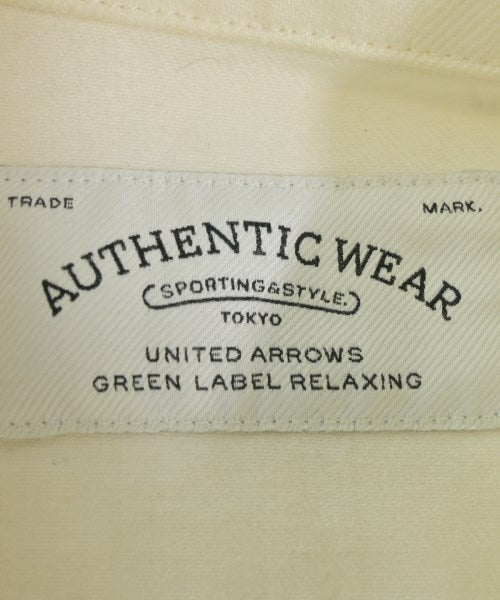 TRADE MARK.
AUTHENTIC WEAR
SPORTING&STYLE.
TOKYO
UNITED ARROWS
GREEN LABEL RELAXING